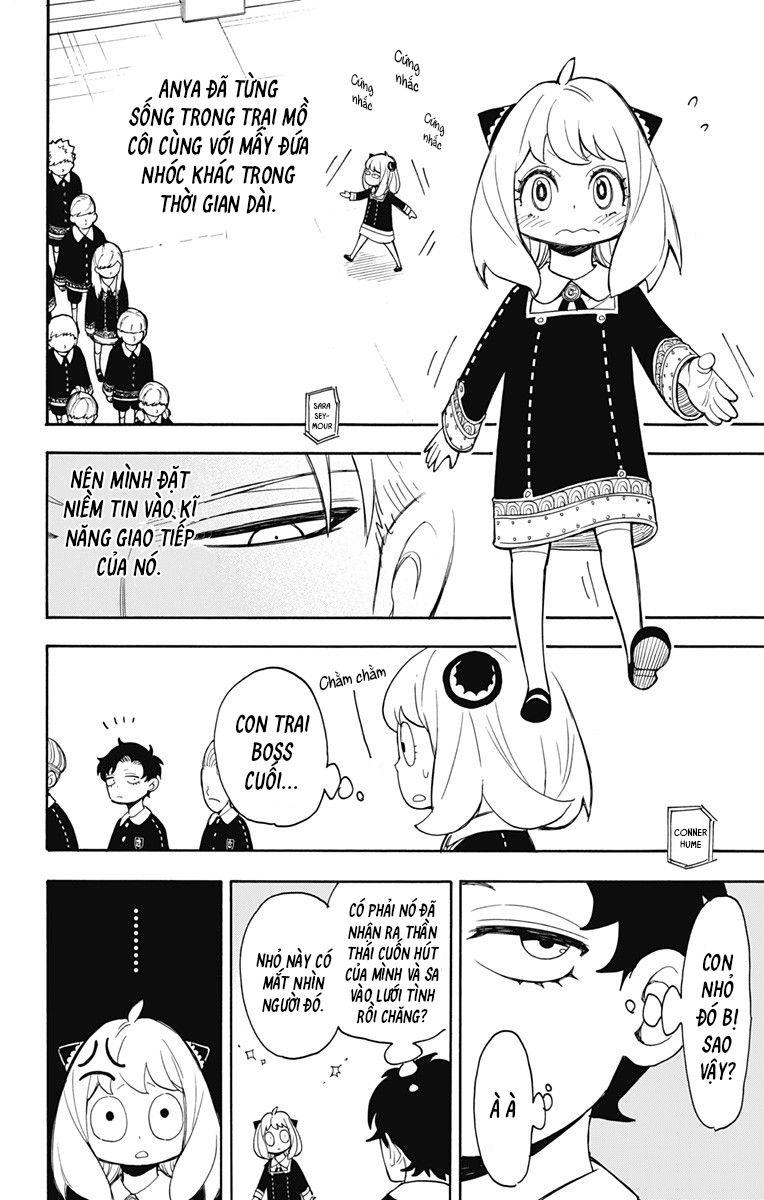 ANYA ĐÃ TỪNG
SỐNG TRONG TRẠI MỒ
CÔI CÙNG VỚI MẤY ĐỨA
NHÓC KHÁC TRONG
THỜI GIAN DÀI.
Cứng
nhắc
Cứng
nhắc
Cứng
nhắc
SARA
SEY-
MOUR
NÊN MÌNH ĐẶT
NIỀM TIN VÀO KĨ
NĂNG GIAO TIẾP
CỦA NÓ.
Chằm chằm
CON TRAI
BOSS
CUỐI...
CONNER
HUME
CON
NHỎ
ĐÓ BỊ
SAO
VẬY?
À À
CÓ PHẢI NÓ ĐÃ
NHẬN RA THẦN
THÁI CUỐN HÚT
CỦA MÌNH VÀ SA
VÀO LƯỚI TÌNH
RỒI CHĂNG?
NHỎ NÀY CÓ
MẮT NHÌN
NGƯỜI ĐÓ.
.........